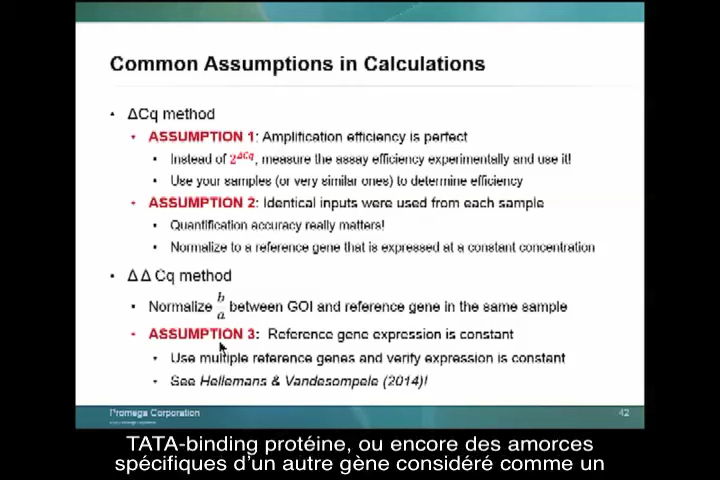 Common Assumptions in Calculations
• ΔCq method
• ASSUMPTION 1: Amplification efficiency is perfect
• Instead of 2^ΔCq, measure the assay efficiency experimentally and use it!
• Use your samples (or very similar ones) to determine efficiency
• ASSUMPTION 2: Identical inputs were used from each sample
• Quantification accuracy really matters!
• Normalize to a reference gene that is expressed at a constant concentration
• Δ Δ Cq method
• Normalize b/a between GOI and reference gene in the same sample
• ASSUMPTION 3: Reference gene expression is constant
• Use multiple reference genes and verify expression is constant
• See Hellemans & Vandesompele (2014)!
Promega Corporation 42
TATA-binding protéine, ou encore des amorces
spécifiques d'un autre gène considéré comme un